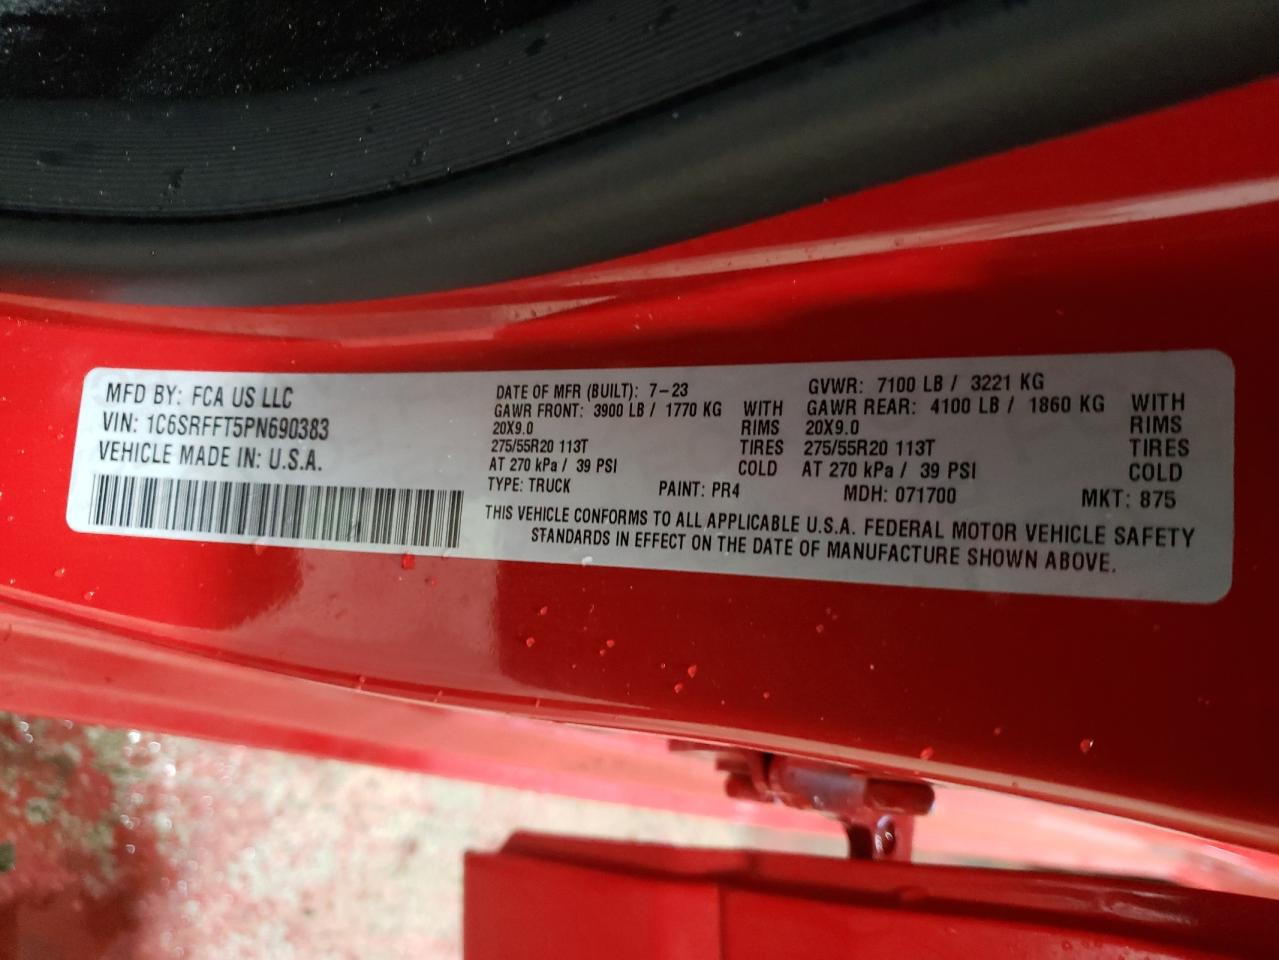 MFD BY: FCA US LLC
VIN: 1C6SRFFT5PN690383
VEHICLE MADE IN: U.S.A.
DATE OF MFR (BUILT): 7-23
GAWR FRONT: 3900 LB / 1770 KG WITH
20X9.0 RIMS
275/55R20 113T TIRES
AT 270 kPa / 39 PSI COLD
TYPE: TRUCK PAINT: PR4
GVWR: 7100 LB / 3221 KG
GAWR REAR: 4100 LB / 1860 KG WITH
20X9.0 RIMS
275/55R20 113T TIRES
AT 270 kPa / 39 PSI COLD
MDH: 071700 MKT: 875
THIS VEHICLE CONFORMS TO ALL APPLICABLE U.S.A. FEDERAL MOTOR VEHICLE SAFETY
STANDARDS IN EFFECT ON THE DATE OF MANUFACTURE SHOWN ABOVE.